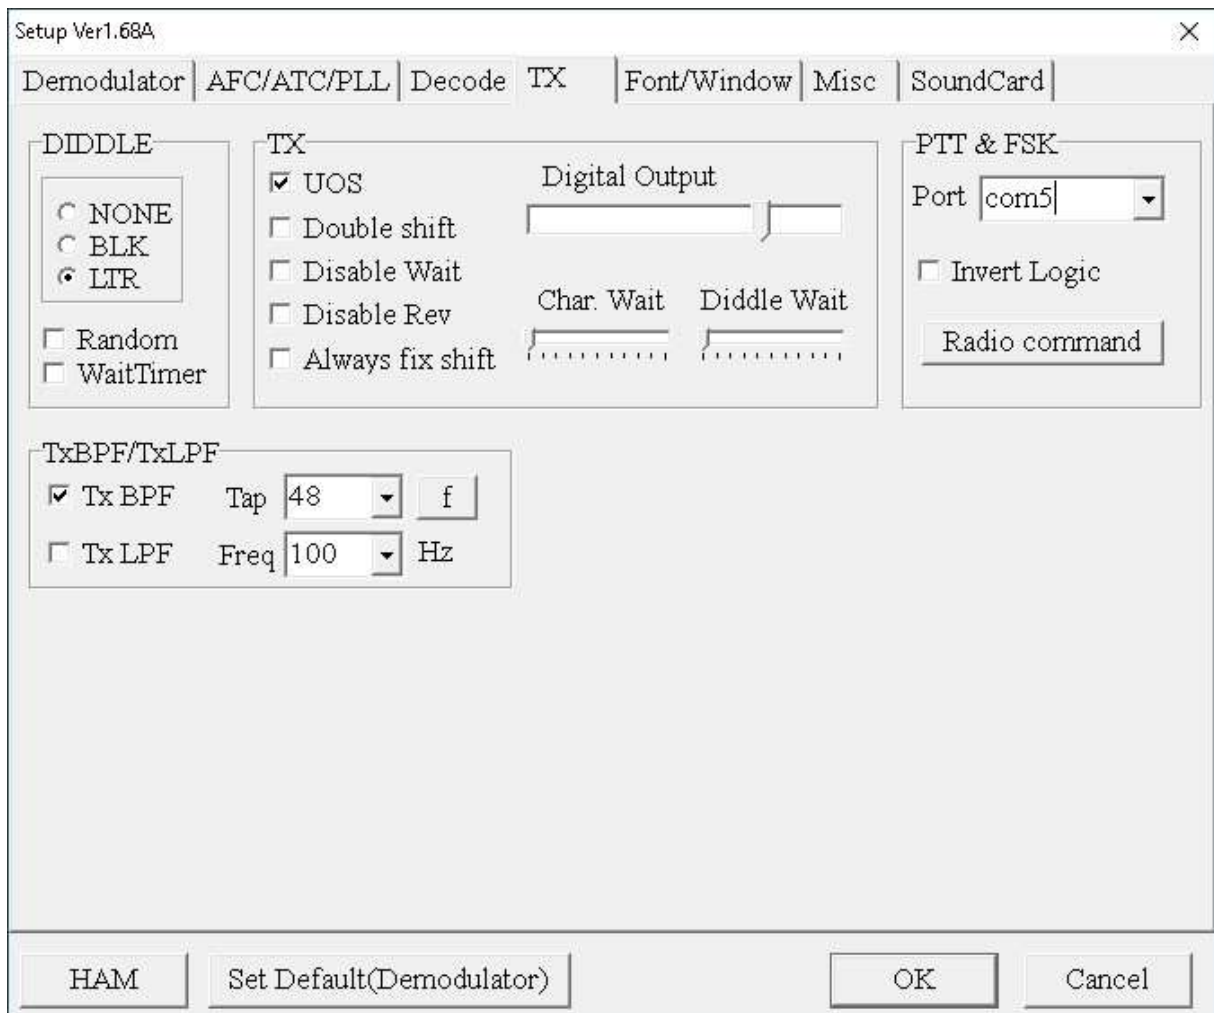 Setup Ver1.68A
Demodulator AFC/ATC/PLL Decode TX Font/Window Misc SoundCard
DIDDLE
NONE
BLK
LTR
Random
WaitTimer
TX
UOS
Double shift
Disable Wait
Disable Rev
Always fix shift
Digital Output
Char. Wait Diddle Wait
PTT & FSK
Port com5
Invert Logic
Radio command
TxBPF/TxLPF
Tx BPF Tap 48 f
Tx LPF Freq 100 Hz
HAM Set Default(Demodulator) OK Cancel